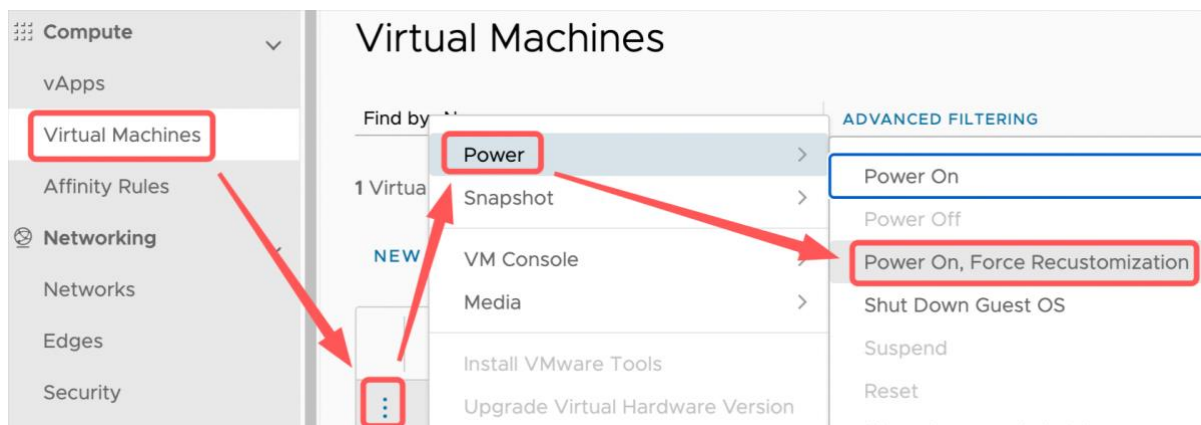 Compute
vApps
Virtual Machines
Affinity Rules
Networking
Networks
Edges
Security
Virtual Machines
Find by
ADVANCED FILTERING
1 Virtua
NEW
Power
Snapshot
VM Console
Media
Install VMware Tools
Upgrade Virtual Hardware Version
Power On
Power Off
Power On, Force Recustomization
Shut Down Guest OS
Suspend
Reset